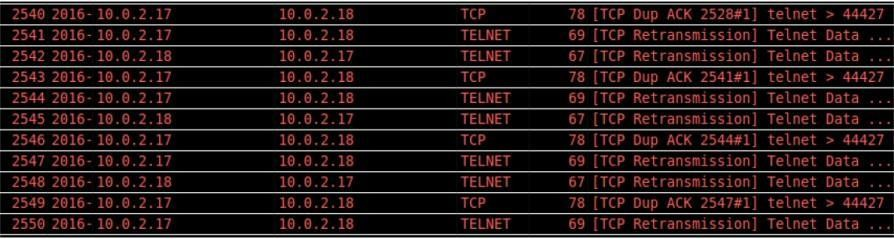 2540 2016- 10.0.2.17 10.0.2.18 TCP 78 [TCP Dup ACK 2528#1] telnet > 44427
2541 2016- 10.0.2.17 10.0.2.18 TELNET 69 [TCP Retransmission] Telnet Data ...
2542 2016- 10.0.2.18 10.0.2.17 TELNET 67 [TCP Retransmission] Telnet Data ...
2543 2016- 10.0.2.17 10.0.2.18 TCP 78 [TCP Dup ACK 2541#1] telnet > 44427
2544 2016- 10.0.2.17 10.0.2.18 TELNET 69 [TCP Retransmission] Telnet Data ...
2545 2016- 10.0.2.18 10.0.2.17 TELNET 67 [TCP Retransmission] Telnet Data ...
2546 2016- 10.0.2.17 10.0.2.18 TCP 78 [TCP Dup ACK 2544#1] telnet > 44427
2547 2016- 10.0.2.17 10.0.2.18 TELNET 69 [TCP Retransmission] Telnet Data ...
2548 2016- 10.0.2.18 10.0.2.17 TELNET 67 [TCP Retransmission] Telnet Data ...
2549 2016- 10.0.2.17 10.0.2.18 TCP 78 [TCP Dup ACK 2547#1] telnet > 44427
2550 2016- 10.0.2.17 10.0.2.18 TELNET 69 [TCP Retransmission] Telnet Data ...